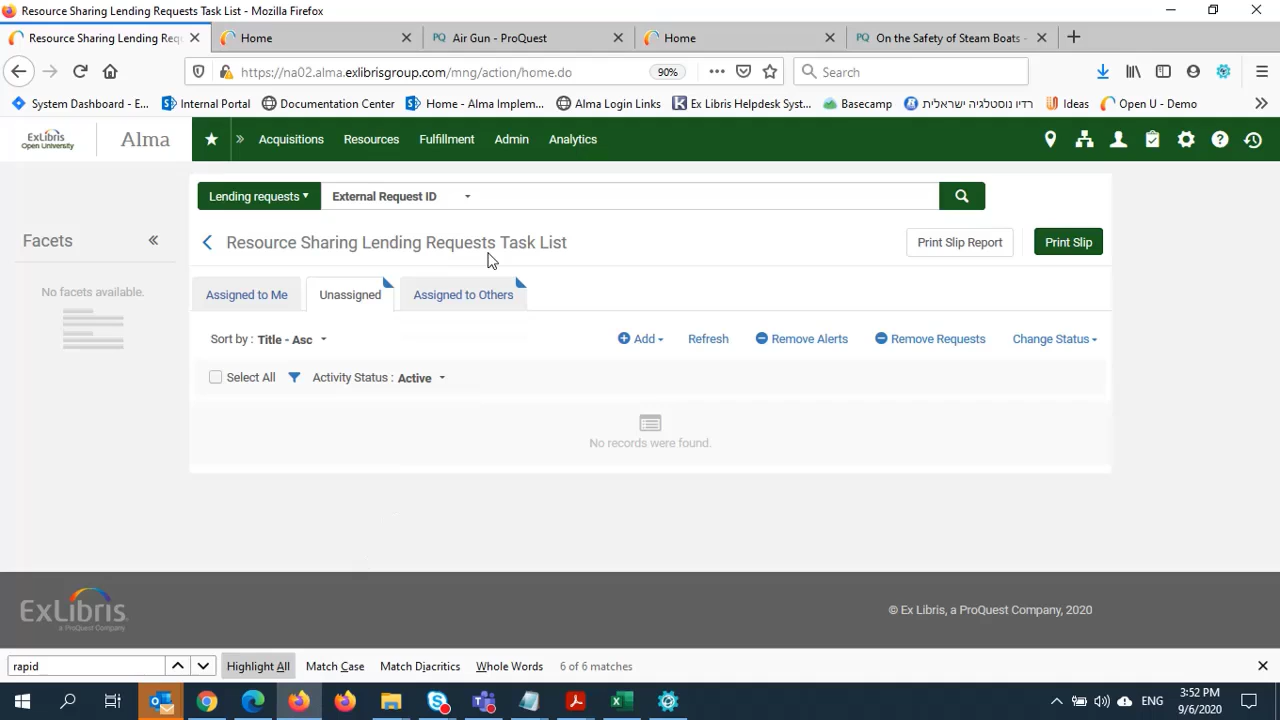 Resource Sharing Lending Requests Task List - Mozilla Firefox
Resource Sharing Lending Req
Home
Air Gun - ProQuest
Home
On the Safety of Steam Boats -
https://na02.alma.exlibrisgroup.com/mng/action/home.do
90%
Search
System Dashboard - E...
Internal Portal
Documentation Center
Home - Alma Implem...
Alma Login Links
Ex Libris Helpdesk Syst...
Basecamp
רדיו נוסטלגיה ישראלית
Ideas
Open U - Demo
ExLibris
Open University
Alma
Acquisitions
Resources
Fulfillment
Admin
Analytics
Lending requests
External Request ID
Facets
Resource Sharing Lending Requests Task List
Print Slip Report
Print Slip
No facets available.
Assigned to Me
Unassigned
Assigned to Others
Sort by : Title - Asc
Add
Refresh
Remove Alerts
Remove Requests
Change Status
Select All
Activity Status : Active
No records were found.
ExLibris
a ProQuest Company
© Ex Libris, a ProQuest Company, 2020
rapid
Highlight All
Match Case
Match Diacritics
Whole Words
6 of 6 matches
ENG
3:52 PM
9/6/2020